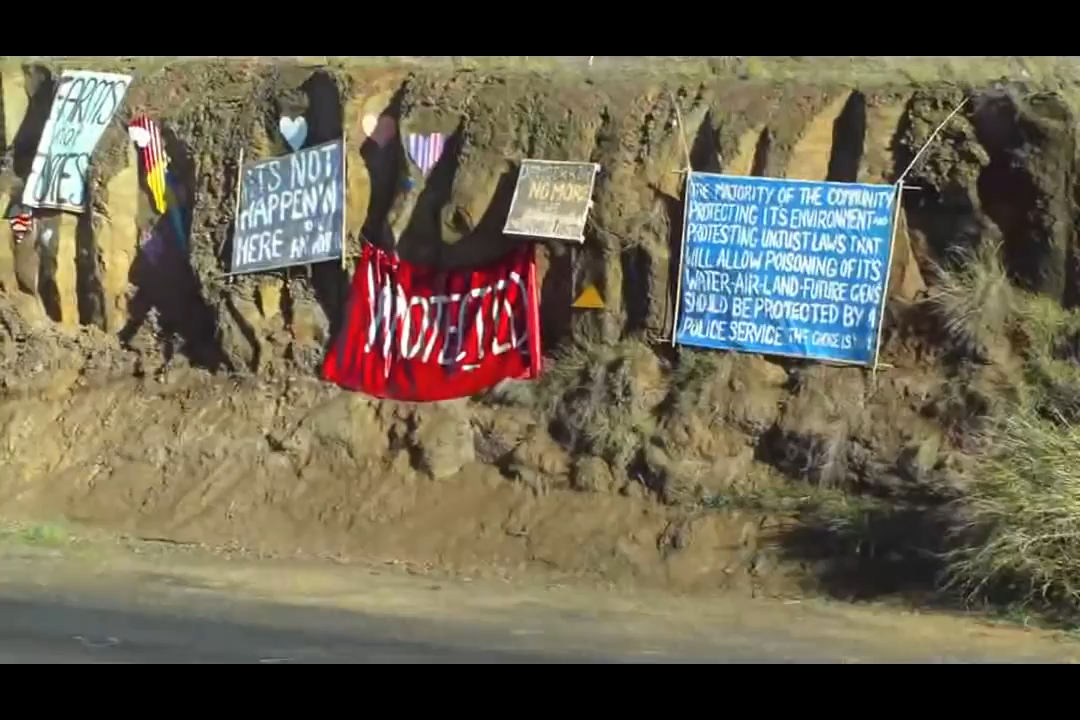 FARMS
not
ITS NOT
HAPPEN'N
HERE
PROTECTED
NO MORE
THE MAJORITY OF THE COMMUNITY
PROTECTING ITS ENVIRONMENT AND
PROTESTING UNJUST LAWS THAT
WILL ALLOW POISONING OF ITS
WATER-AIR-LAND-FUTURE GENS
SHOULD BE PROTECTED BY A
POLICE SERVICE THE CHOICE IS